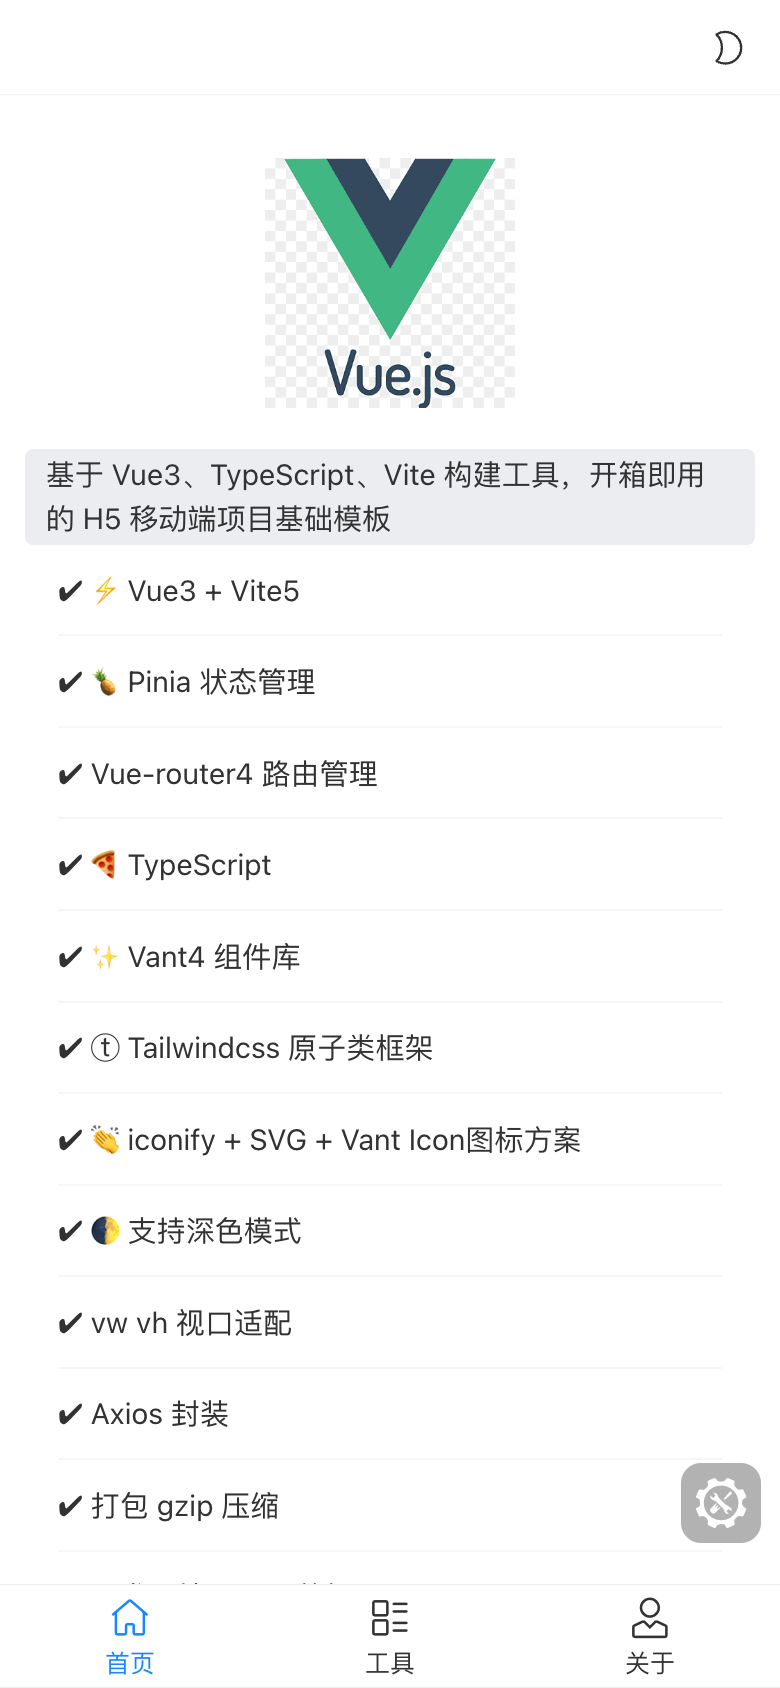 Vue.js
基于 Vue3、TypeScript、Vite 构建工具，开箱即用
的 H5 移动端项目基础模板
✔ ⚡ Vue3 + Vite5
✔ 🍍 Pinia 状态管理
✔ Vue-router4 路由管理
✔ 🍕 TypeScript
✔ ✨ Vant4 组件库
✔ ⓣ Tailwindcss 原子类框架
✔ 👏 iconify + SVG + Vant Icon图标方案
✔ 🌓 支持深色模式
✔ vw vh 视口适配
✔ Axios 封装
✔ 打包 gzip 压缩
首页
工具
关于